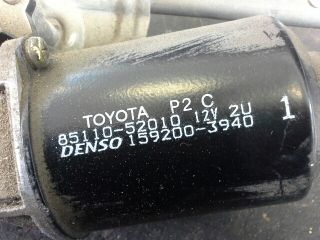 TOYOTA P2 C
85110-52010 12V 2U
DENSO 159200-3940
1